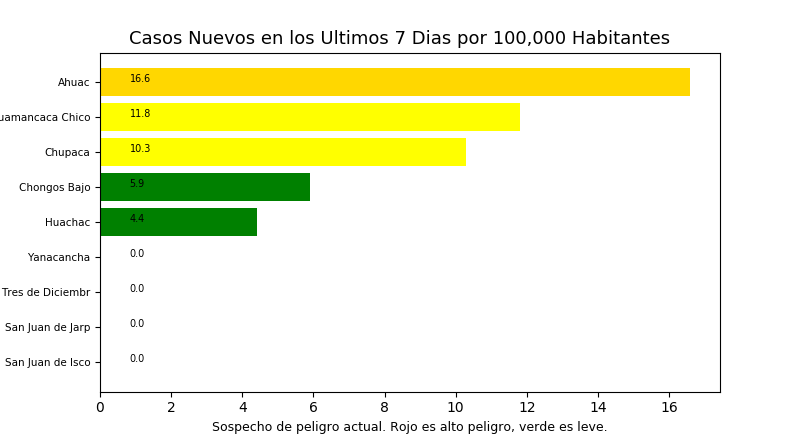 Casos Nuevos en los Ultimos 7 Dias por 100,000 Habitantes
Ahuac 16.6
uamancaca Chico 11.8
Chupaca 10.3
Chongos Bajo 5.9
Huachac 4.4
Yanacancha 0.0
Tres de Diciembr 0.0
San Juan de Jarp 0.0
San Juan de Isco 0.0
0 2 4 6 8 10 12 14 16
Sospecho de peligro actual. Rojo es alto peligro, verde es leve.